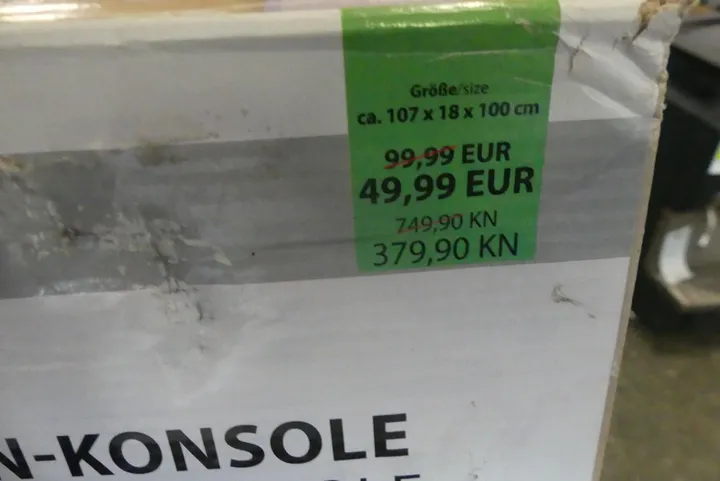 Größe/size
ca. 107 x 18 x 100 cm
99,99 EUR
49,99 EUR
749,90 KN
379,90 KN
N-KONSOLE